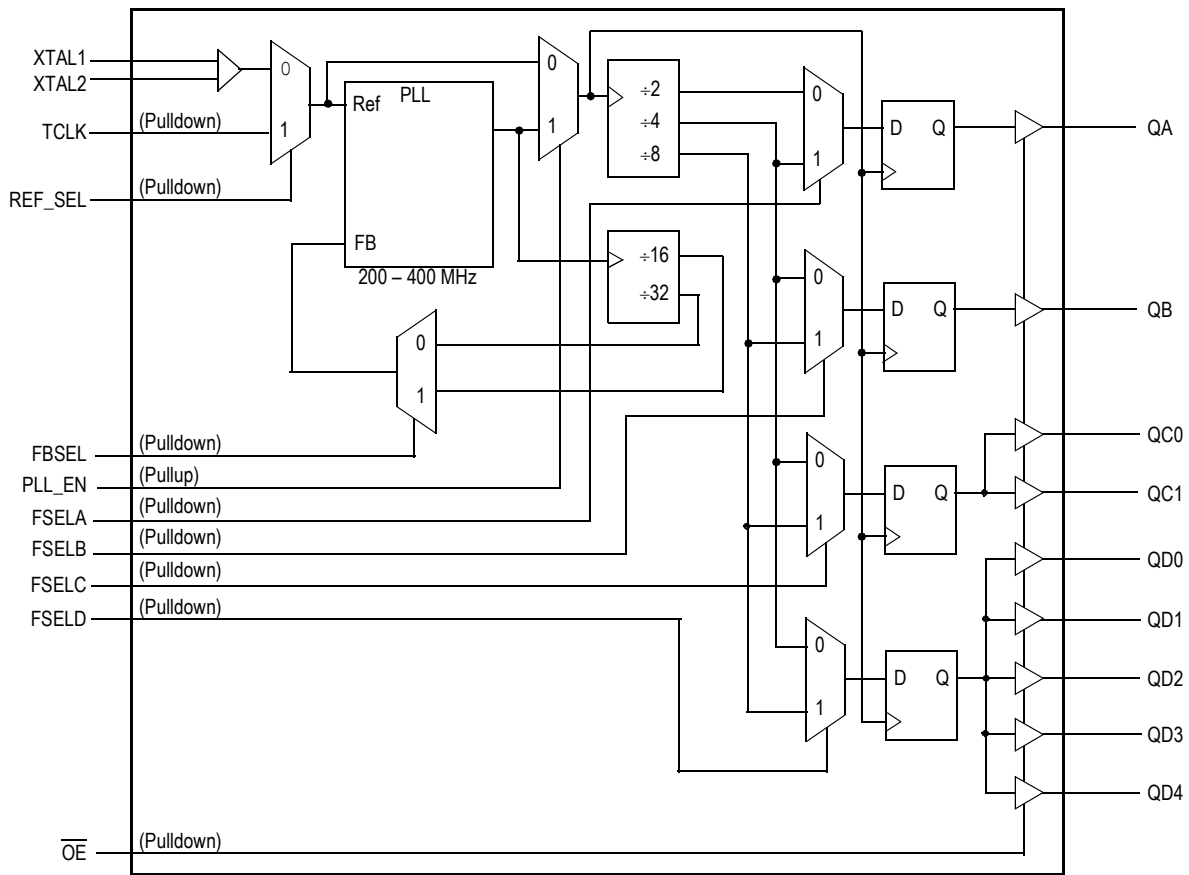 XTAL1
XTAL2
TCLK
(Pulldown)
REF_SEL
(Pulldown)
0
1
Ref
PLL
FB
200 – 400 MHz
0
1
÷2
÷4
÷8
÷16
÷32
0
1
FBSEL
(Pulldown)
PLL_EN
(Pullup)
FSELA
(Pulldown)
FSELB
(Pulldown)
FSELC
(Pulldown)
FSELD
(Pulldown)
OE
(Pulldown)
0
1
D Q
QA
0
1
D Q
QB
0
1
D Q
QC0
QC1
0
1
D Q
QD0
QD1
QD2
QD3
QD4